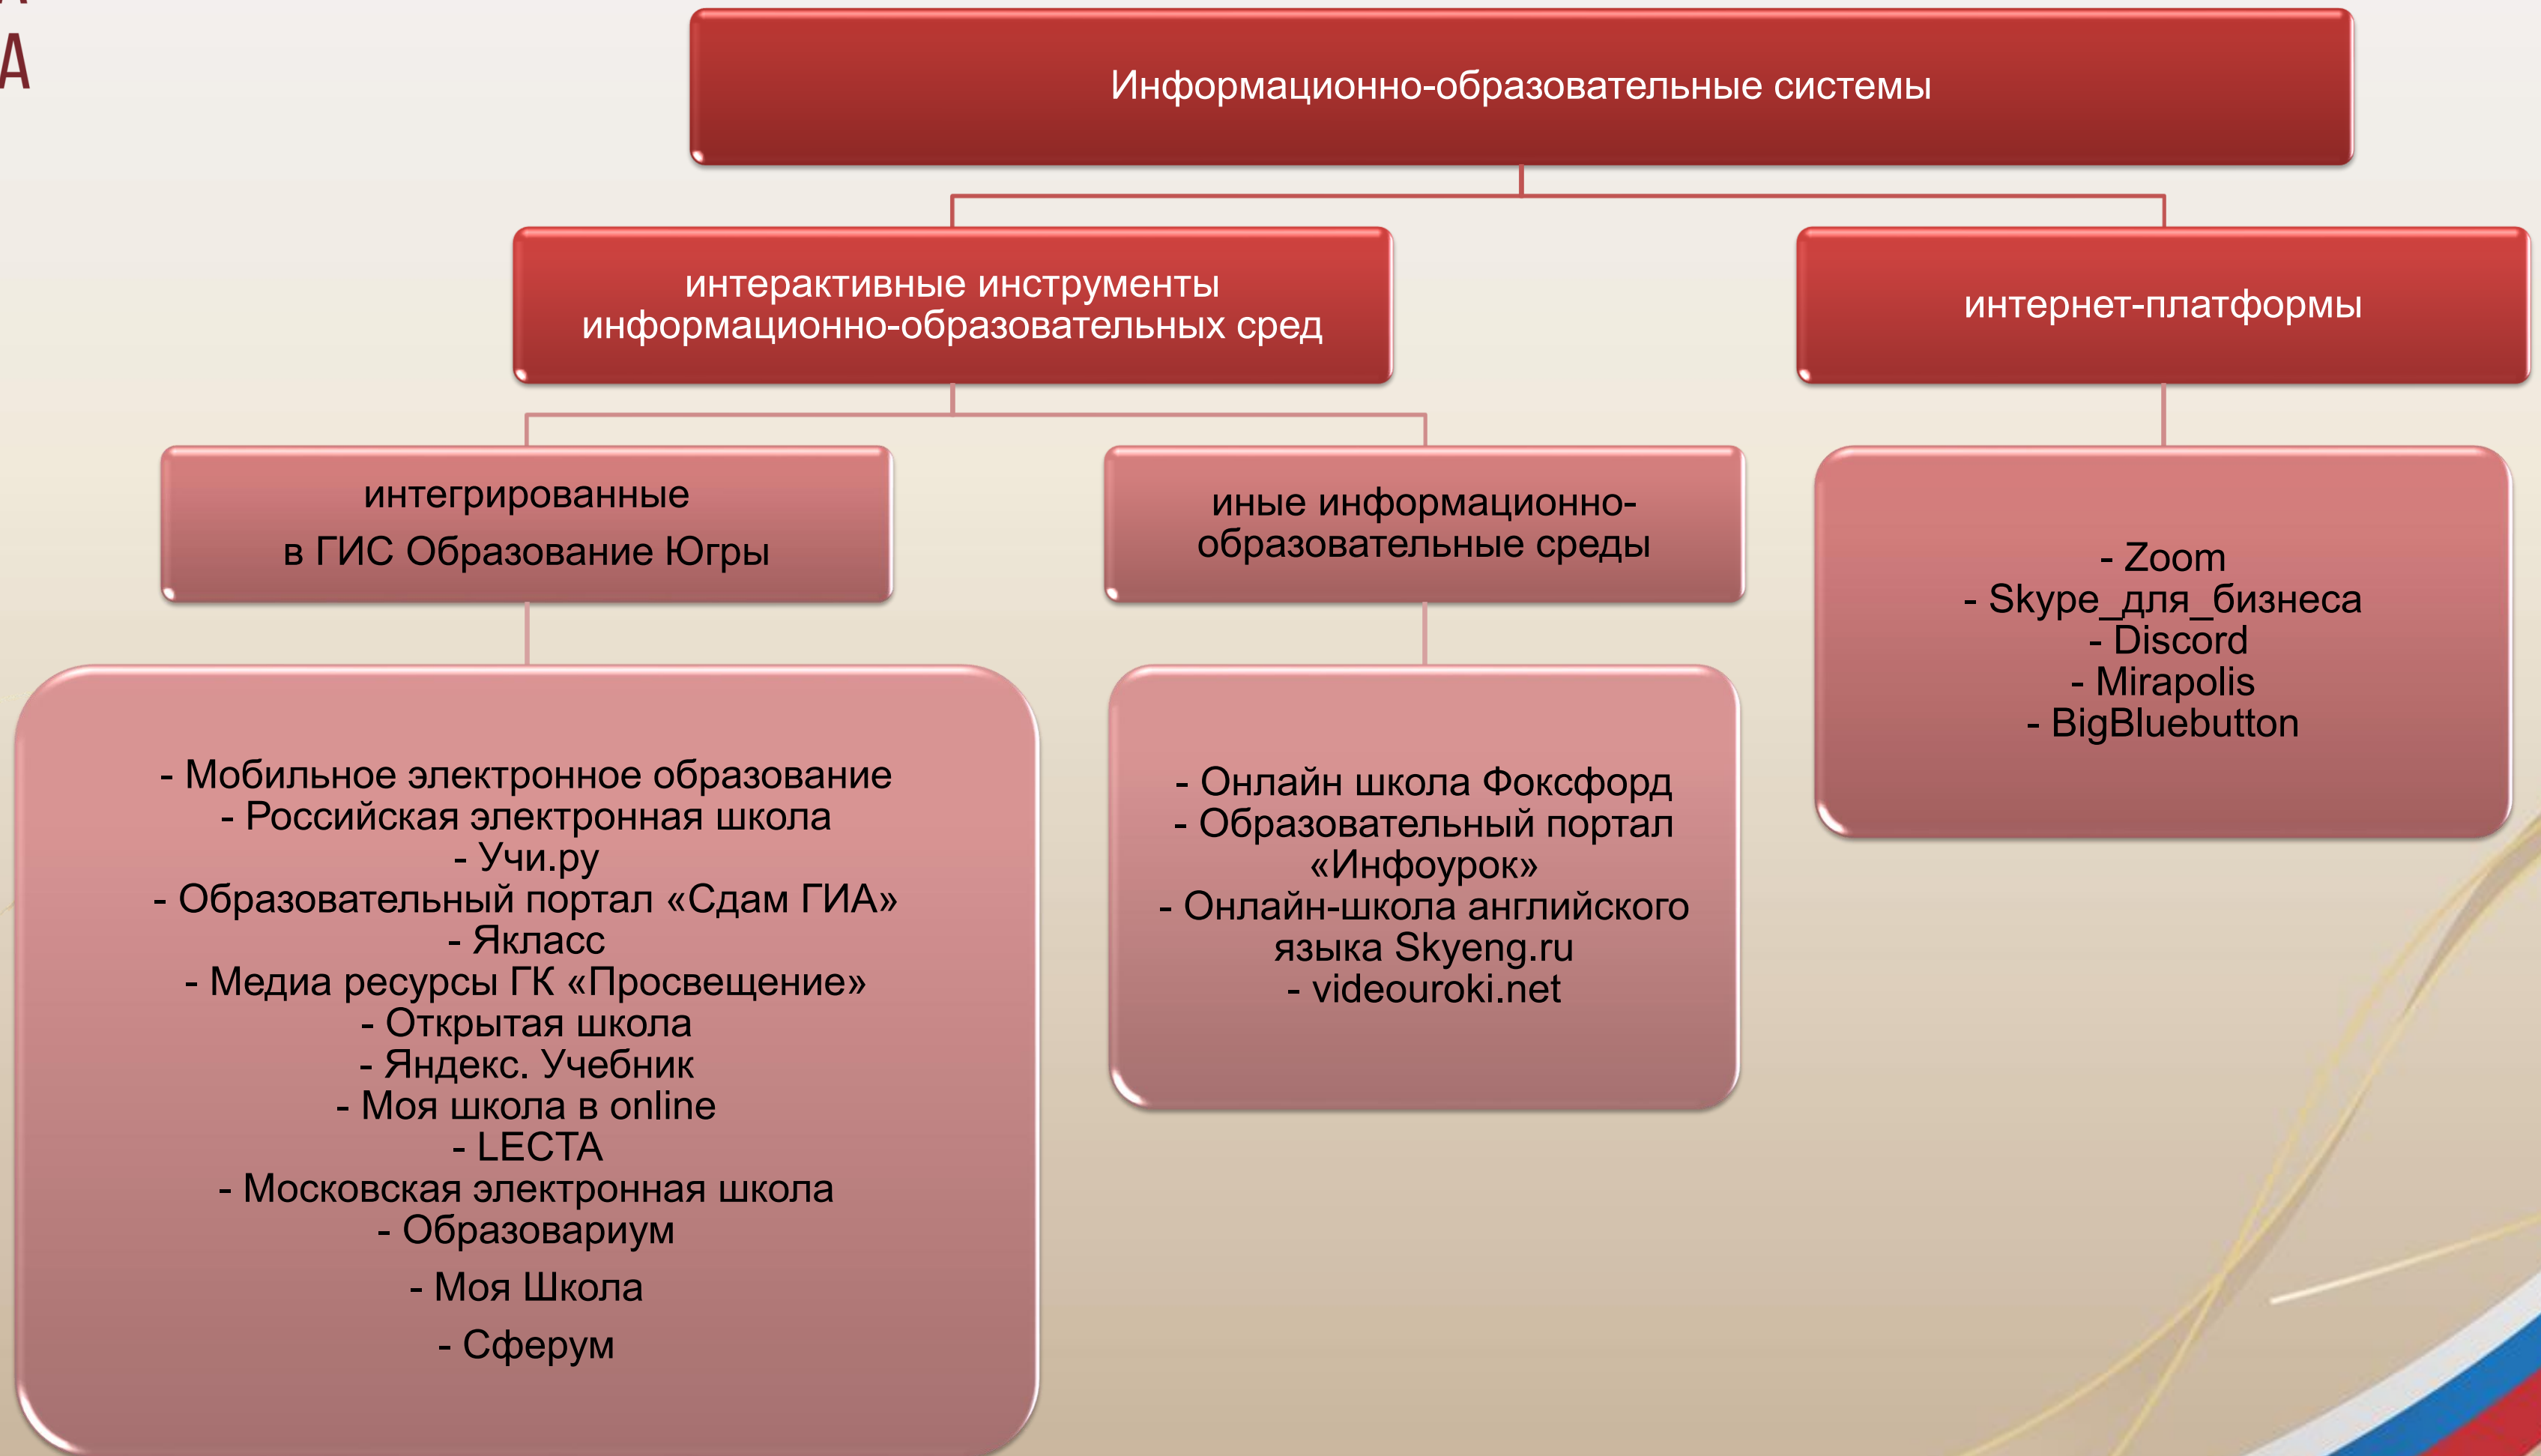 А
Информационно-образовательные системы
интерактивные инструменты
информационно-образовательных сред
интернет-платформы
интегрированные
в ГИС Образование Югры
иные информационно-
образовательные среды
- Zoom
- Skype_для_бизнеса
- Discord
- Mirapolis
- BigBluebutton
- Мобильное электронное образование
- Российская электронная школа
- Учи.ру
- Образовательный портал «Сдам ГИА»
- Якласс
- Медиа ресурсы ГК «Просвещение»
- Открытая школа
- Яндекс. Учебник
- Моя школа в online
- LECTA
- Московская электронная школа
- Образовариум
- Моя Школа
- Сферум
- Онлайн школа Фоксфорд
- Образовательный портал
«Инфоурок»
- Онлайн-школа английского
языка Skyeng.ru
- videouroki.net